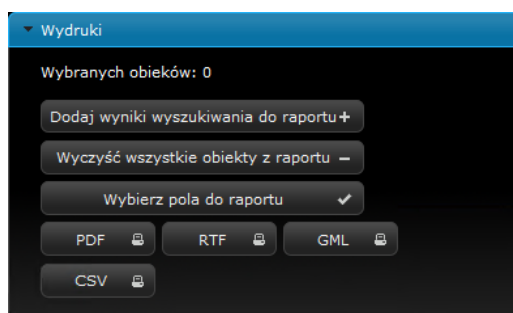 Wydruki
Wybranych obieków: 0
Dodaj wyniki wyszukiwania do raportu+
Wyczyść wszystkie obiekty z raportu –
Wybierz pola do raportu ✔
PDF RTF GML
CSV